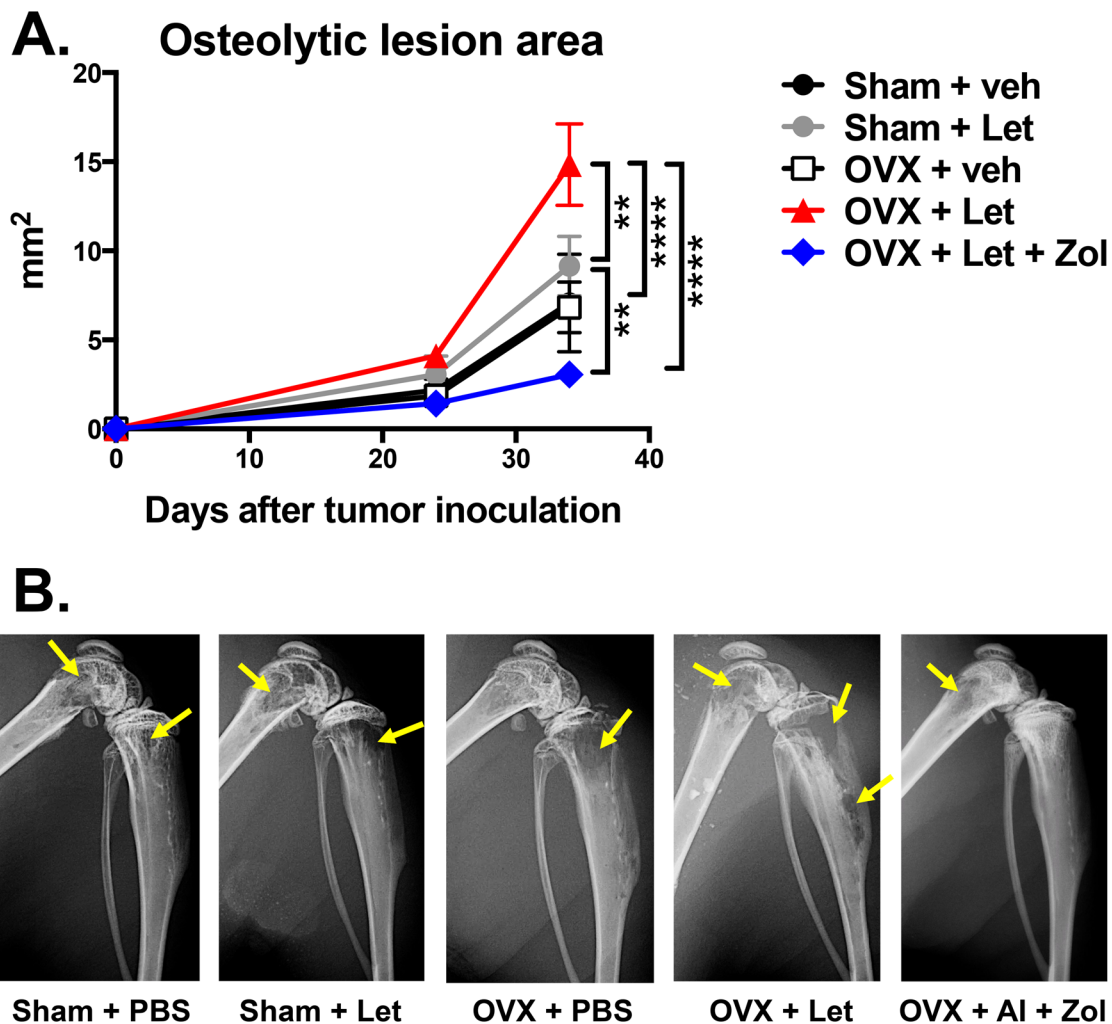 A.
Osteolytic lesion area
mm²
20
15
10
5
0
0 10 20 30 40
Days after tumor inoculation
**
**
****
****
Sham + veh
Sham + Let
OVX + veh
OVX + Let
OVX + Let + Zol
B.
Sham + PBS
Sham + Let
OVX + PBS
OVX + Let
OVX + AI + Zol